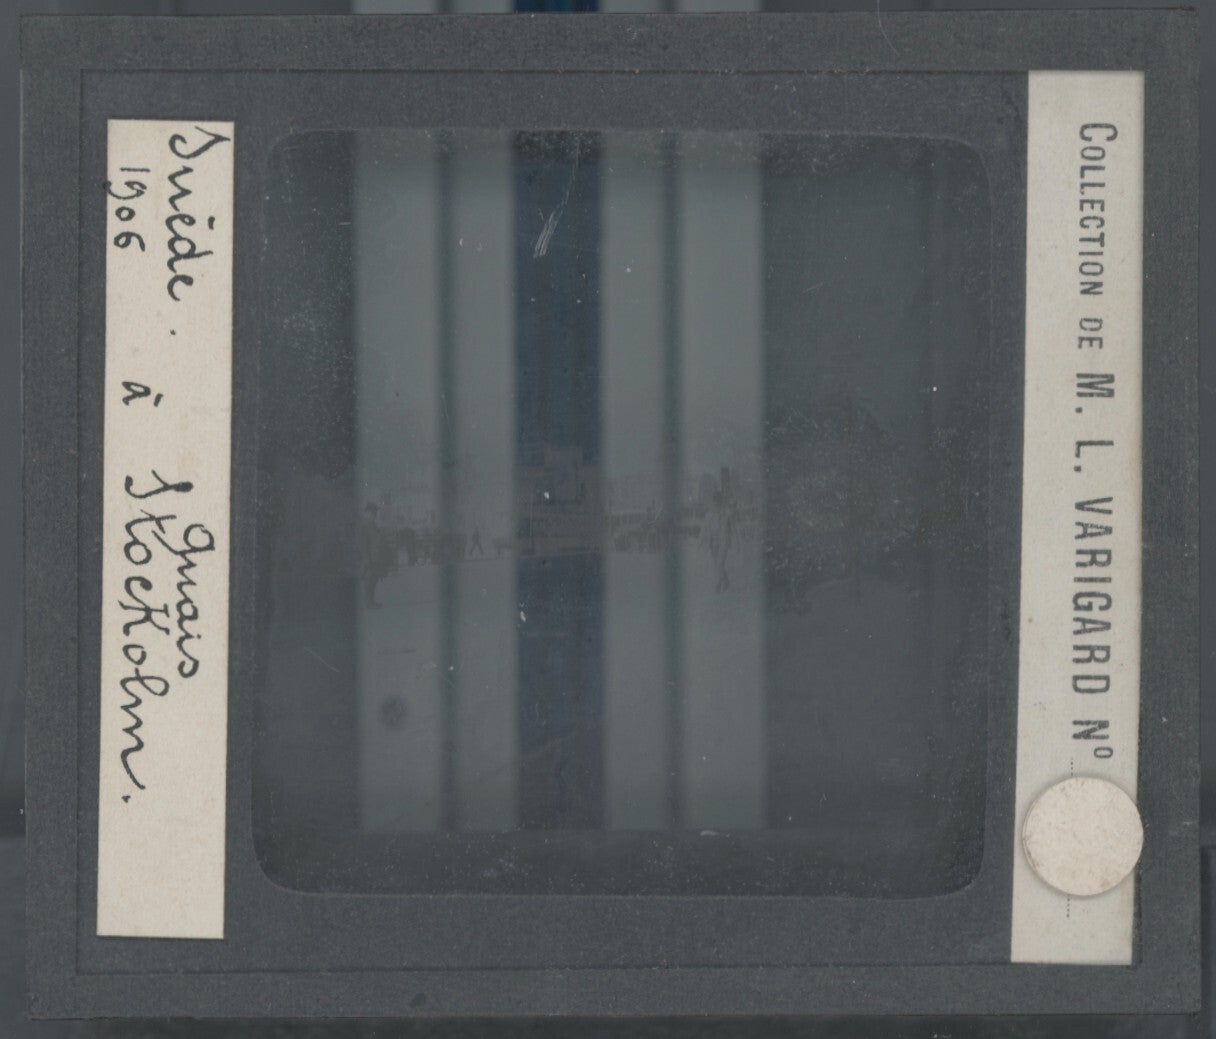 Suède. Quais
1906 à Stockolm.
COLLECTION DE M. L. VARIGARD Nº